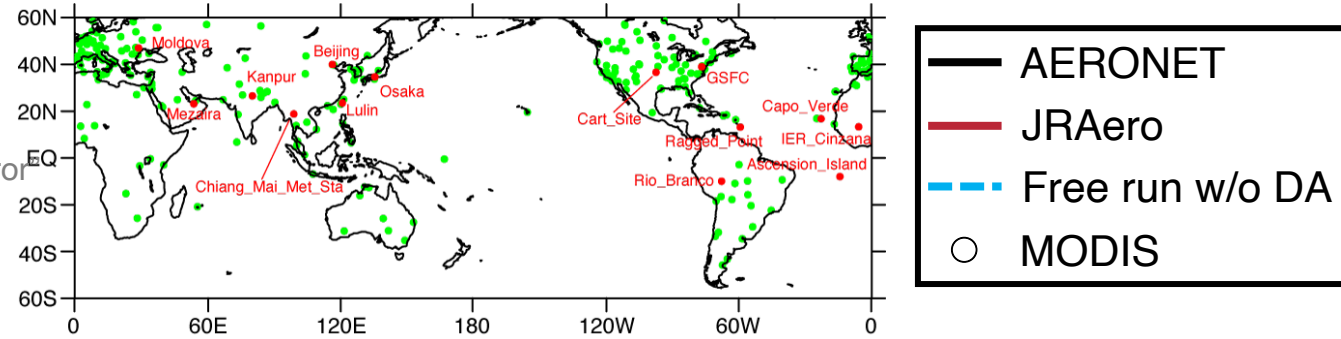 60N
40N
20N
EQ
20S
40S
60S
0
60E
120E
180
120W
60W
0
Moldova
Beijing
Kanpur
Osaka
Mezaira
Lulin
Chiang_Mai_Met_Sta
GSFC
Cart_Site
Capo_Verde
Ragged_Point
IER_Cinzana
Ascension_Island
Rio_Branco
AERONET
JRAero
Free run w/o DA
MODIS